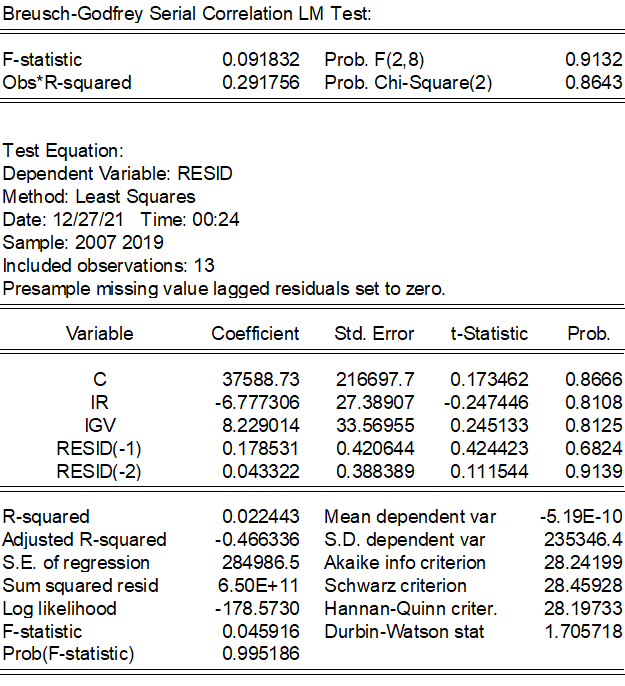 Breusch-Godfrey Serial Correlation LM Test:
F-statistic 0.091832 Prob. F(2,8) 0.9132
Obs*R-squared 0.291756 Prob. Chi-Square(2) 0.8643
Test Equation:
Dependent Variable: RESID
Method: Least Squares
Date: 12/27/21 Time: 00:24
Sample: 2007 2019
Included observations: 13
Presample missing value lagged residuals set to zero.
Variable Coefficient Std. Error t-Statistic Prob.
C 37588.73 216697.7 0.173462 0.8666
IR -6.777306 27.38907 -0.247446 0.8108
IGV 8.229014 33.56955 0.245133 0.8125
RESID(-1) 0.178531 0.420644 0.424423 0.6824
RESID(-2) 0.043322 0.388389 0.111544 0.9139
R-squared 0.022443 Mean dependent var -5.19E-10
Adjusted R-squared -0.466336 S.D. dependent var 235346.4
S.E. of regression 284986.5 Akaike info criterion 28.24199
Sum squared resid 6.50E+11 Schwarz criterion 28.45928
Log likelihood -178.5730 Hannan-Quinn criter. 28.19733
F-statistic 0.045916 Durbin-Watson stat 1.705718
Prob(F-statistic) 0.995186